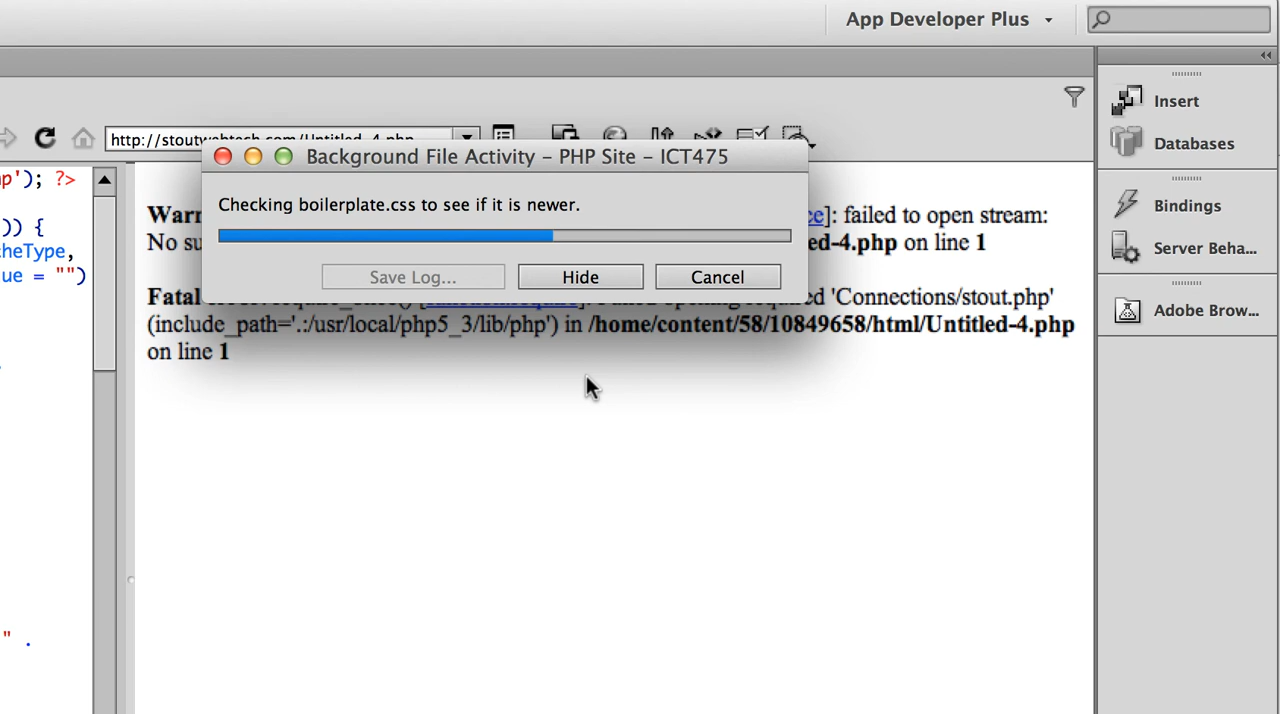 App Developer Plus
http://stoutwebtech.com/Untitled-4.php
Insert
Databases
Bindings
Server Beha...
Adobe Brow...
Background File Activity – PHP Site – ICT475
Checking boilerplate.css to see if it is newer.
Save Log...
Hide
Cancel
p'); ?>
)) {
cheType,
ue = "")
" .
]: failed to open stream:
No
ed-4.php on line 1
Fatal required 'Connections/stout.php'
(include_path='.:/usr/local/php5_3/lib/php') in /home/content/58/10849658/html/Untitled-4.php
on line 1